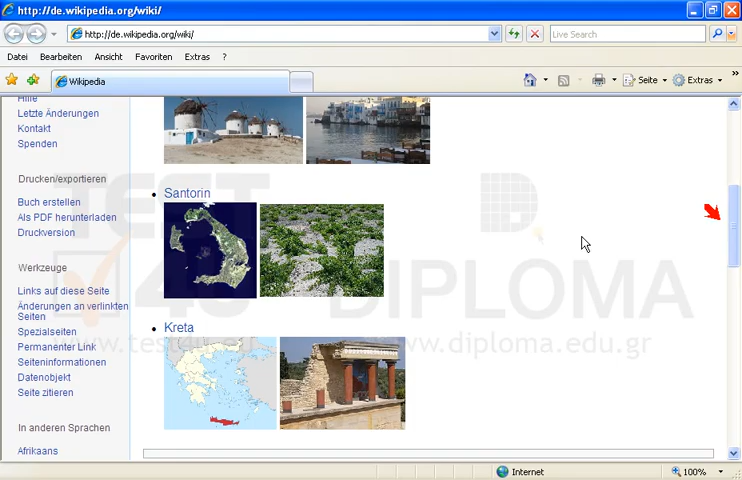 http://de.wikipedia.org/wiki/
http://de.wikipedia.org/wiki/
Live Search
Datei Bearbeiten Ansicht Favoriten Extras ?
Wikipedia
Seite Extras »
Hilfe
Letzte Änderungen
Kontakt
Spenden
Drucken/exportieren
Buch erstellen
Als PDF herunterladen
Druckversion
Werkzeuge
Links auf diese Seite
Änderungen an verlinkten
Seiten
Spezialseiten
Permanenter Link
Seiteninformationen
Datenobjekt
Seite zitieren
In anderen Sprachen
Afrikaans
Santorin
Kreta
TEST
4U DIPLOMA
www.test4u.eu www.diploma.edu.gr
Internet
100%